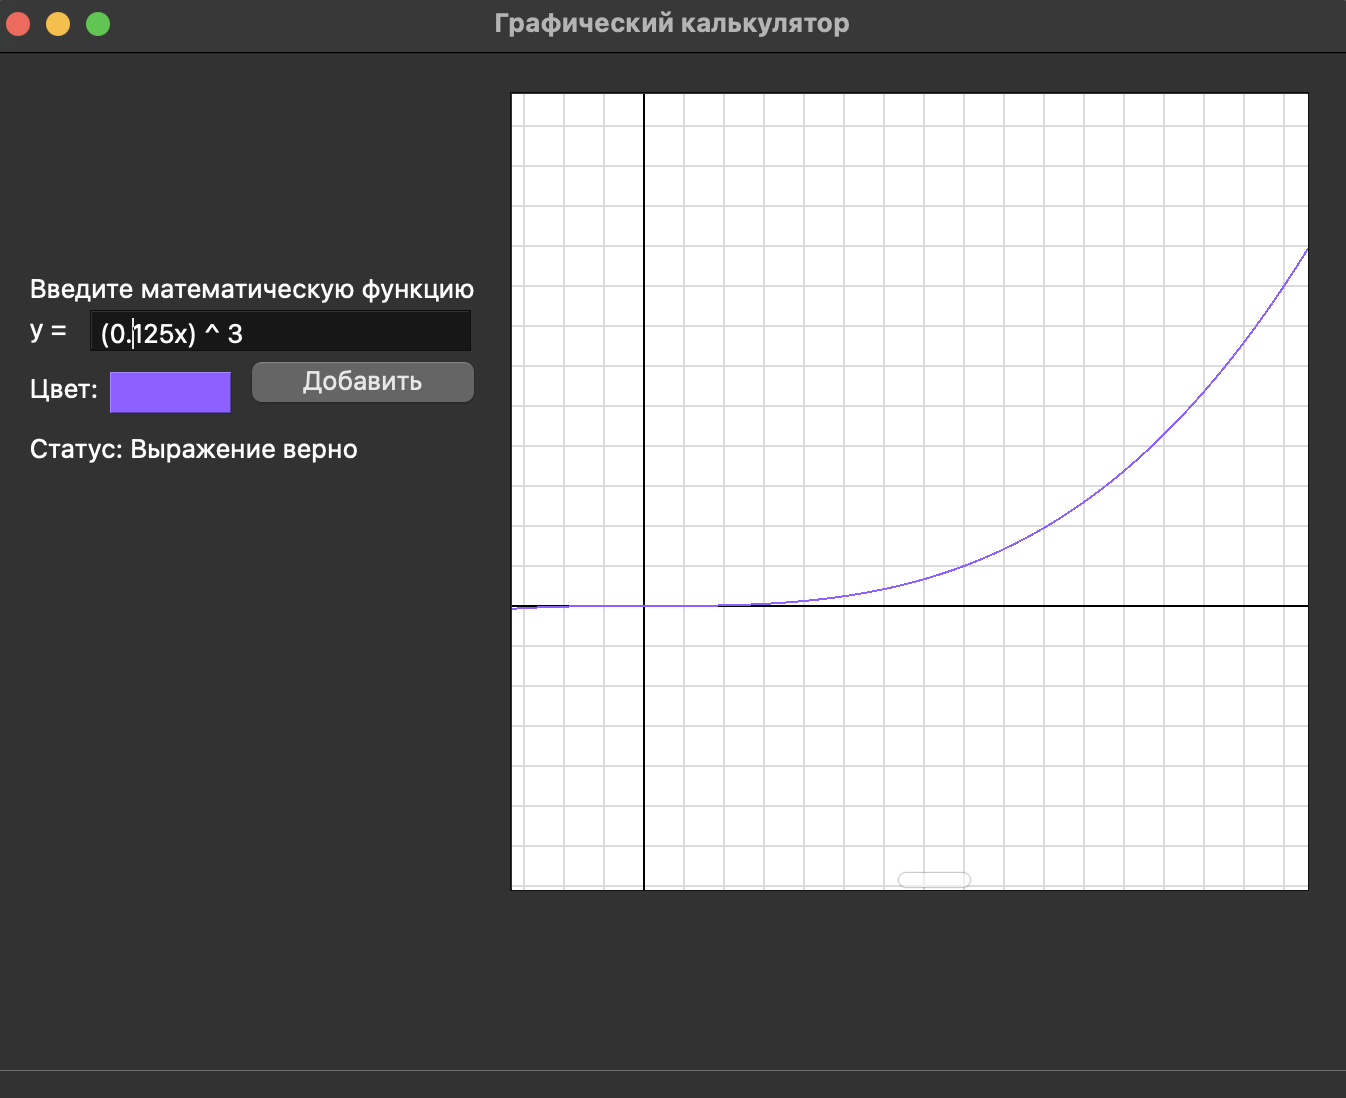 Графический калькулятор
Введите математическую функцию
y = (0.125x) ^ 3
Цвет: Добавить
Статус: Выражение верно